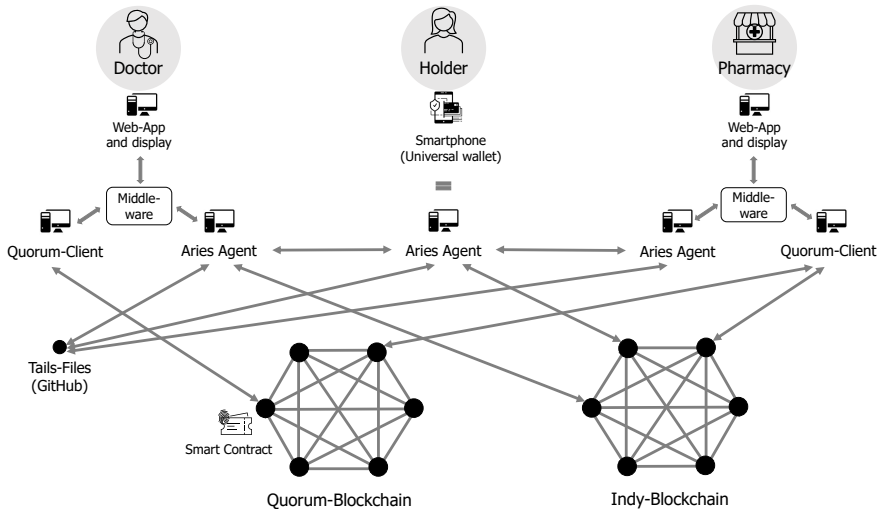 Doctor
Holder
Pharmacy
Web-App
and display
Smartphone
(Universal wallet)
Web-App
and display
Middle-
ware
Middle-
ware
Quorum-Client
Aries Agent
Aries Agent
Aries Agent
Quorum-Client
Tails-Files
(GitHub)
Smart Contract
Quorum-Blockchain
Indy-Blockchain